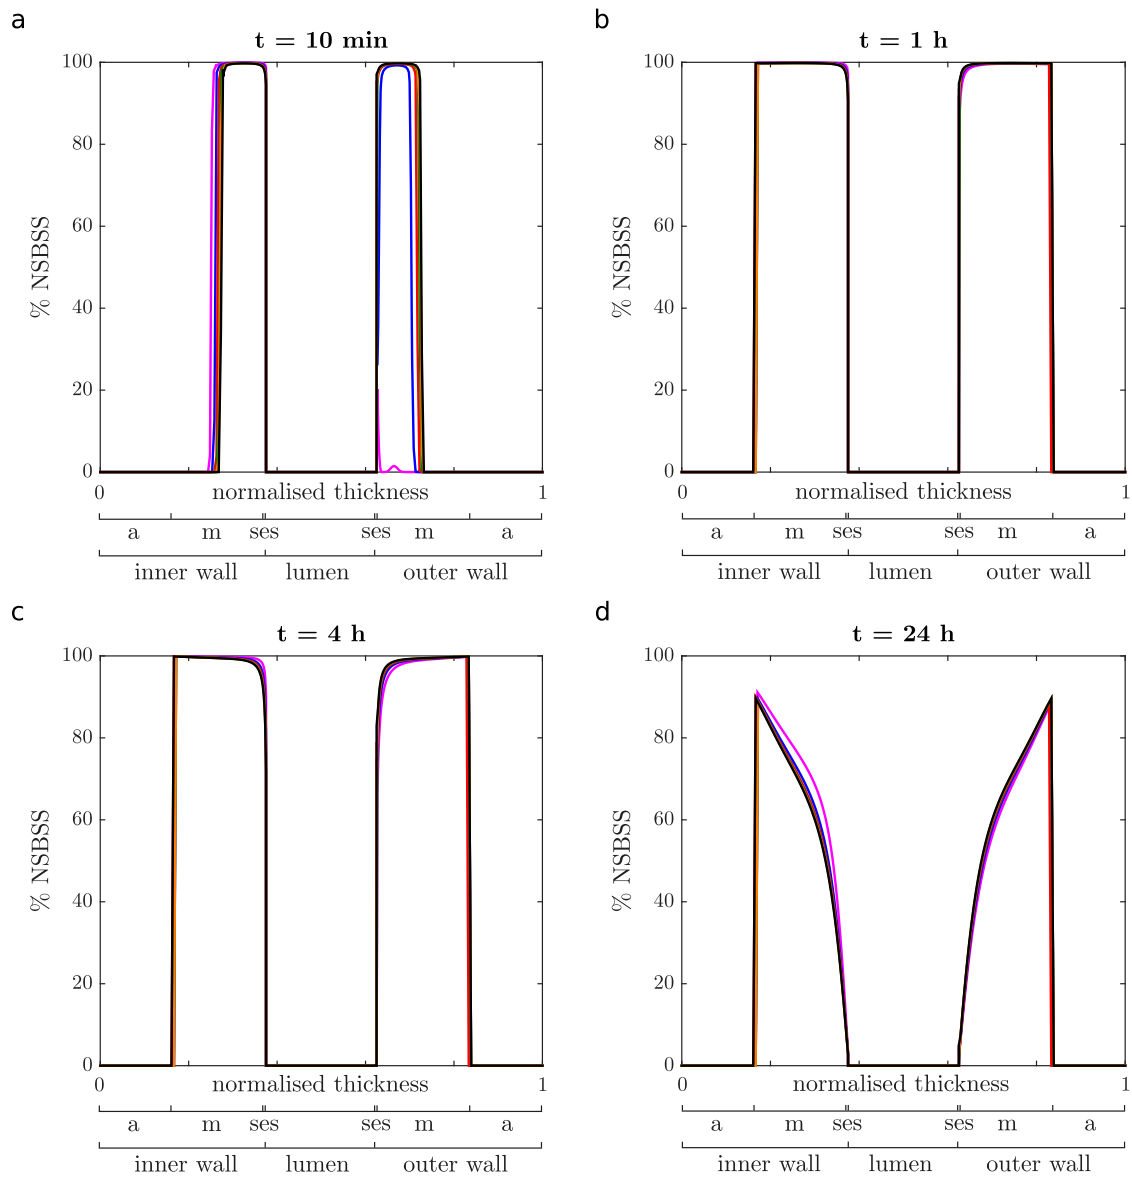 a
t = 10 min
% NSBSS
100
80
60
40
20
0
0 normalised thickness 1
a m ses ses m a
inner wall lumen outer wall
b
t = 1 h
% NSBSS
100
80
60
40
20
0
0 normalised thickness 1
a m ses ses m a
inner wall lumen outer wall
c
t = 4 h
% NSBSS
100
80
60
40
20
0
0 normalised thickness 1
a m ses ses m a
inner wall lumen outer wall
d
t = 24 h
% NSBSS
100
80
60
40
20
0
0 normalised thickness 1
a m ses ses m a
inner wall lumen outer wall